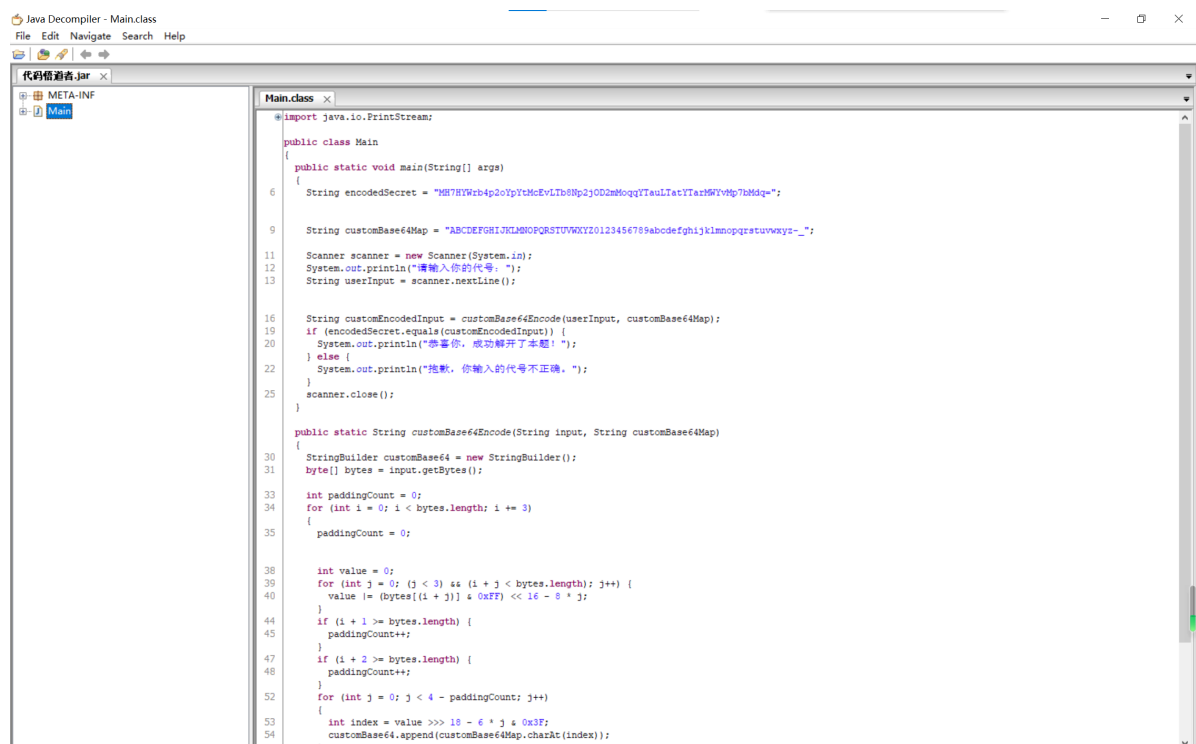 Java Decompiler - Main.class
File Edit Navigate Search Help
代码悟道者.jar
META-INF
Main
Main.class
import java.io.PrintStream;
public class Main
{
public static void main(String[] args)
{
6 String encodedSecret = "MH7HYWrb4p2oYpYtMcEvLTb8Np2jOD2mMoqqYTauLTatYTarMWYvMp7bMdq=";
9 String customBase64Map = "ABCDEFGHIJKLMNOPQRSTUVWXYZ0123456789abcdefghijklmnopqrstuvwxyz-_";
11 Scanner scanner = new Scanner(System.in);
12 System.out.println("请输入你的代号：");
13 String userInput = scanner.nextLine();
16 String customEncodedInput = customBase64Encode(userInput, customBase64Map);
19 if (encodedSecret.equals(customEncodedInput)) {
20 System.out.println("恭喜你，成功解开了本题！");
} else {
22 System.out.println("抱歉，你输入的代号不正确。");
}
25 scanner.close();
}
public static String customBase64Encode(String input, String customBase64Map)
{
30 StringBuilder customBase64 = new StringBuilder();
31 byte[] bytes = input.getBytes();
33 int paddingCount = 0;
34 for (int i = 0; i < bytes.length; i += 3)
{
35 paddingCount = 0;
38 int value = 0;
39 for (int j = 0; (j < 3) && (i + j < bytes.length); j++) {
40 value |= (bytes[(i + j)] & 0xFF) << 16 - 8 * j;
}
44 if (i + 1 >= bytes.length) {
45 paddingCount++;
}
47 if (i + 2 >= bytes.length) {
48 paddingCount++;
}
52 for (int j = 0; j < 4 - paddingCount; j++)
{
53 int index = value >>> 18 - 6 * j & 0x3F;
54 customBase64.append(customBase64Map.charAt(index));